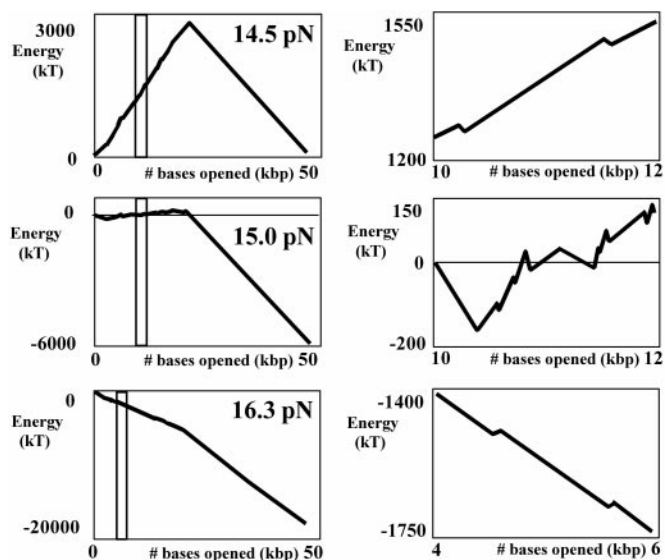 3000
Energy
(kT)
14.5 pN
0
0
# bases opened (kbp) 50
1550
Energy
(kT)
1200
10 # bases opened (kbp) 12
0
Energy
(kT)
15.0 pN
-6000
0 # bases opened (kbp) 50
150
Energy
(kT)
0
-200
10 # bases opened (kbp) 12
0
Energy
(kT)
16.3 pN
-20000
0 # bases opened (kbp) 50
-1400
Energy
(kT)
-1750
4 # bases opened (kbp) 6